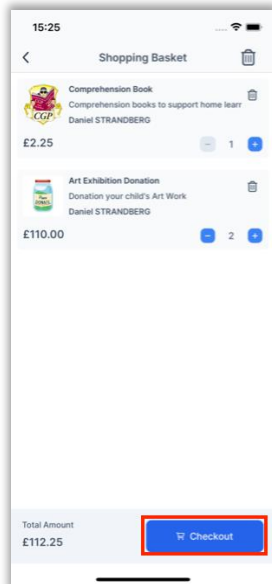 15:25
Shopping Basket
Comprehension Book
Comprehension books to support home learr
Daniel STRANDBERG
CGP
£2.25
1
Art Exhibition Donation
Donation your child's Art Work
Daniel STRANDBERG
£110.00
2
Total Amount
£112.25
Checkout